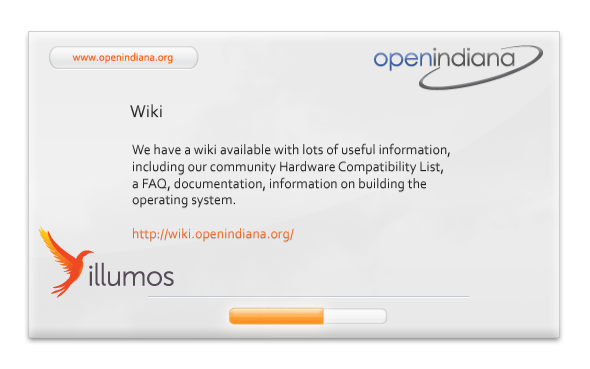 www.openindiana.org
openindiana
Wiki
We have a wiki available with lots of useful information,
including our community Hardware Compatibility List,
a FAQ, documentation, information on building the
operating system.
http://wiki.openindiana.org/
illumos